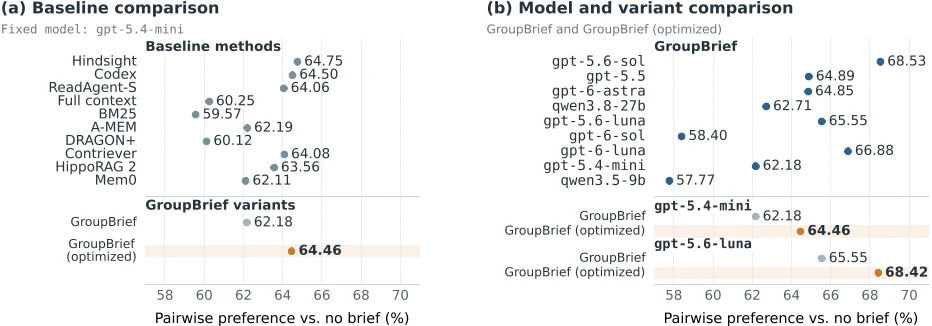 (a) Baseline comparison
Fixed model: gpt-5.4-mini
Baseline methods
Hindsight 64.75
Codex 64.50
ReadAgent-S 64.06
Full context 60.25
BM25 59.57
A-MEM 62.19
DRAGON+ 60.12
Contriever 64.08
HippoRAG 2 63.56
Mem0 62.11
GroupBrief variants
GroupBrief 62.18
GroupBrief
(optimized) 64.46
58 60 62 64 66 68 70
Pairwise preference vs. no brief (%)
(b) Model and variant comparison
GroupBrief and GroupBrief (optimized)
GroupBrief
gpt-5.6-sol 68.53
gpt-5.5 64.89
gpt-6-astra 64.85
qwen3.8-27b 62.71
gpt-5.6-luna 65.55
gpt-6-sol 58.40
gpt-6-luna 66.88
gpt-5.4-mini 62.18
qwen3.5-9b 57.77
gpt-5.4-mini
GroupBrief 62.18
GroupBrief (optimized) 64.46
gpt-5.6-luna
GroupBrief 65.55
GroupBrief (optimized) 68.42
58 60 62 64 66 68 70
Pairwise preference vs. no brief (%)